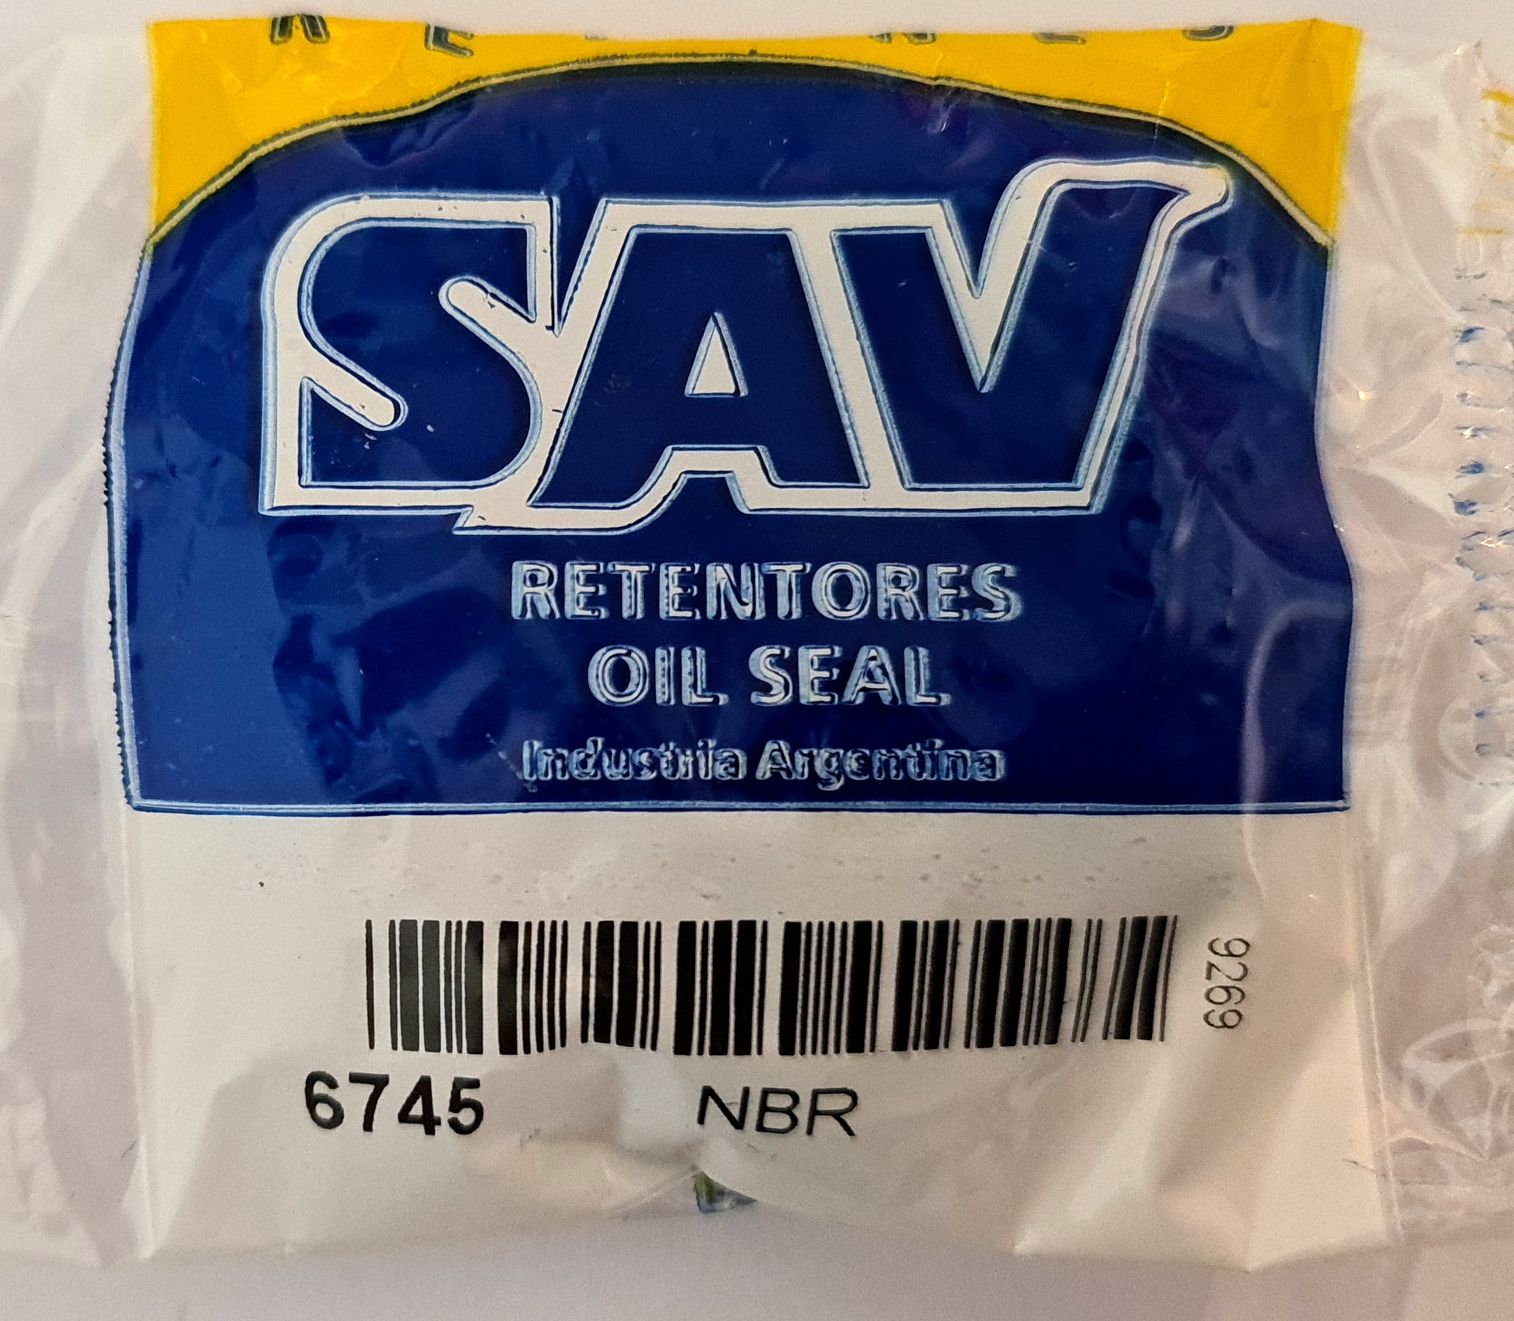 SAV
RETENTORES
OIL SEAL
Industria Argentina
9269
6745 NBR